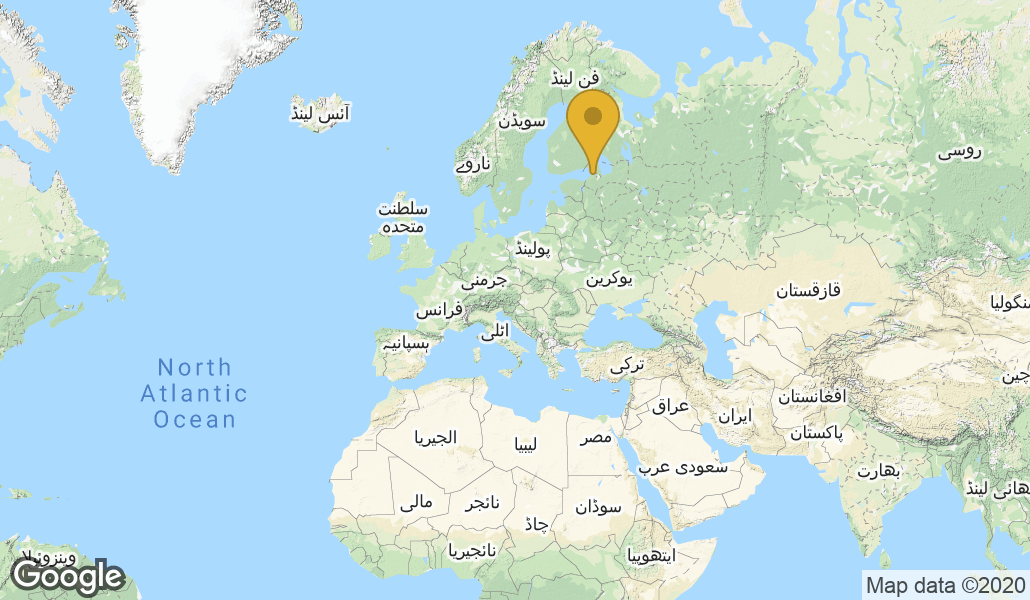 فن لینڈ
آئس لینڈ
سویڈن
روسی
ناروے
سلطنت
متحدہ
پولینڈ
جرمنی
یوکرین
قازقستان
منگولیا
فرانس
اٹلی
ہسپانیہ
ترکی
چین
North
Atlantic
Ocean
افغانستان
عراق
ایران
پاکستان
الجیریا
لیبیا
مصر
سعودی عرب
بھارت
تھائی لینڈ
مالی
نائجر
سوڈان
چاڈ
نائجیریا
ایتھوپیا
وینزوئیلا
Google
Map data ©2020